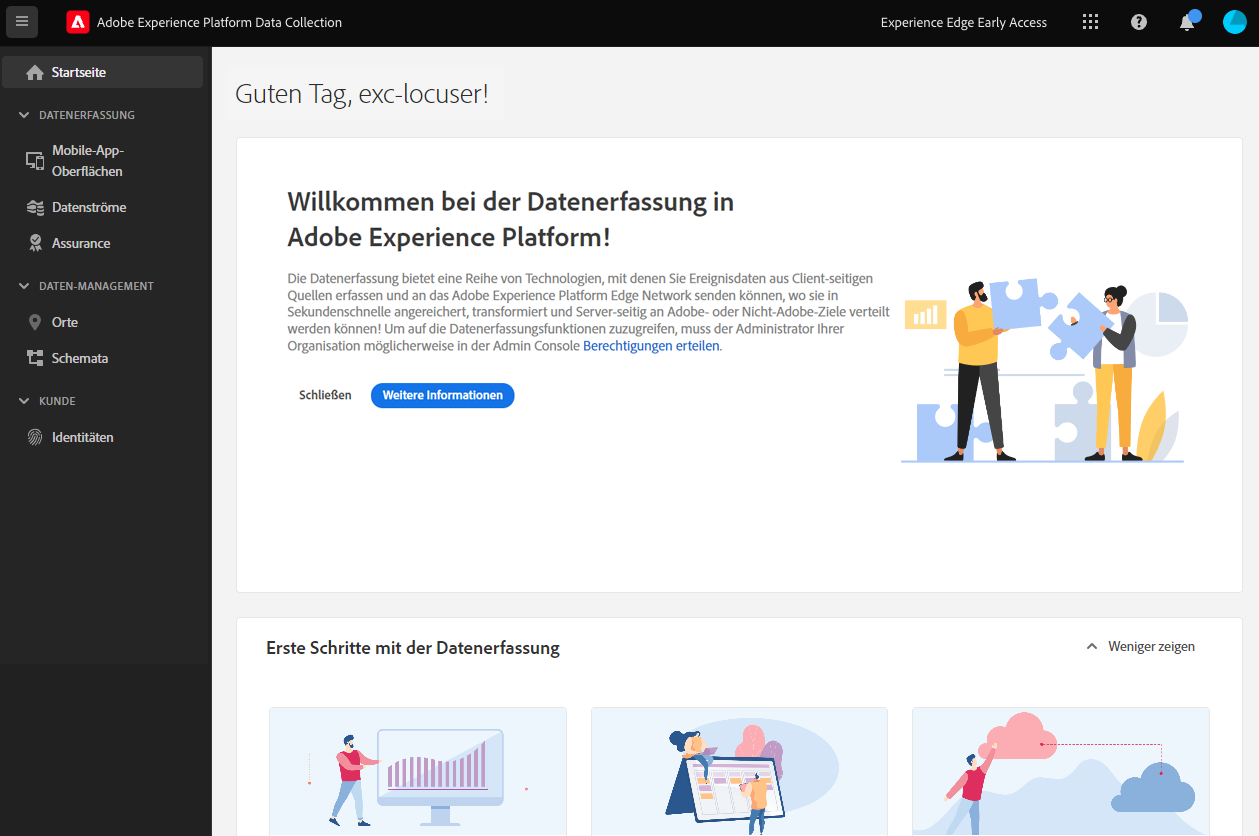 Adobe Experience Platform Data Collection
Experience Edge Early Access
Startseite
DATENERFASSUNG
Mobile-App-
Oberflächen
Datenströme
Assurance
DATEN-MANAGEMENT
Orte
Schemata
KUNDE
Identitäten
Guten Tag, exc-locuser!
Willkommen bei der Datenerfassung in
Adobe Experience Platform!
Die Datenerfassung bietet eine Reihe von Technologien, mit denen Sie Ereignisdaten aus Client-seitigen
Quellen erfassen und an das Adobe Experience Platform Edge Network senden können, wo sie in
Sekundenschnelle angereichert, transformiert und Server-seitig an Adobe- oder Nicht-Adobe-Ziele verteilt
werden können! Um auf die Datenerfassungsfunktionen zuzugreifen, muss der Administrator Ihrer
Organisation möglicherweise in der Admin Console Berechtigungen erteilen.
Schließen
Weitere Informationen
Erste Schritte mit der Datenerfassung
Weniger zeigen